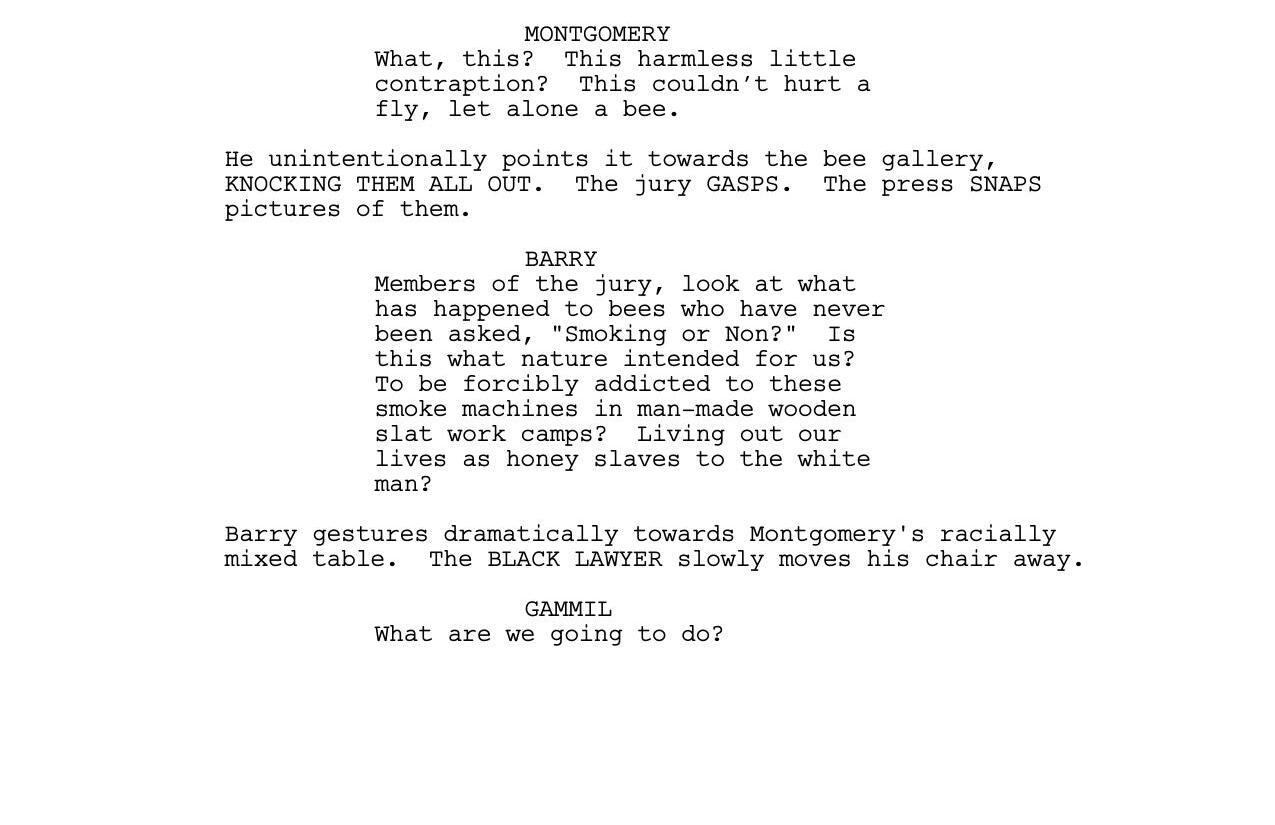 MONTGOMERY
What, this?  This harmless little
contraption?  This couldn’t hurt a
fly, let alone a bee.
He unintentionally points it towards the bee gallery,
KNOCKING THEM ALL OUT.  The jury GASPS.  The press SNAPS
pictures of them.
BARRY
Members of the jury, look at what
has happened to bees who have never
been asked, "Smoking or Non?"  Is
this what nature intended for us?
To be forcibly addicted to these
smoke machines in man-made wooden
slat work camps?  Living out our
lives as honey slaves to the white
man?
Barry gestures dramatically towards Montgomery's racially
mixed table.  The BLACK LAWYER slowly moves his chair away.
GAMMIL
What are we going to do?